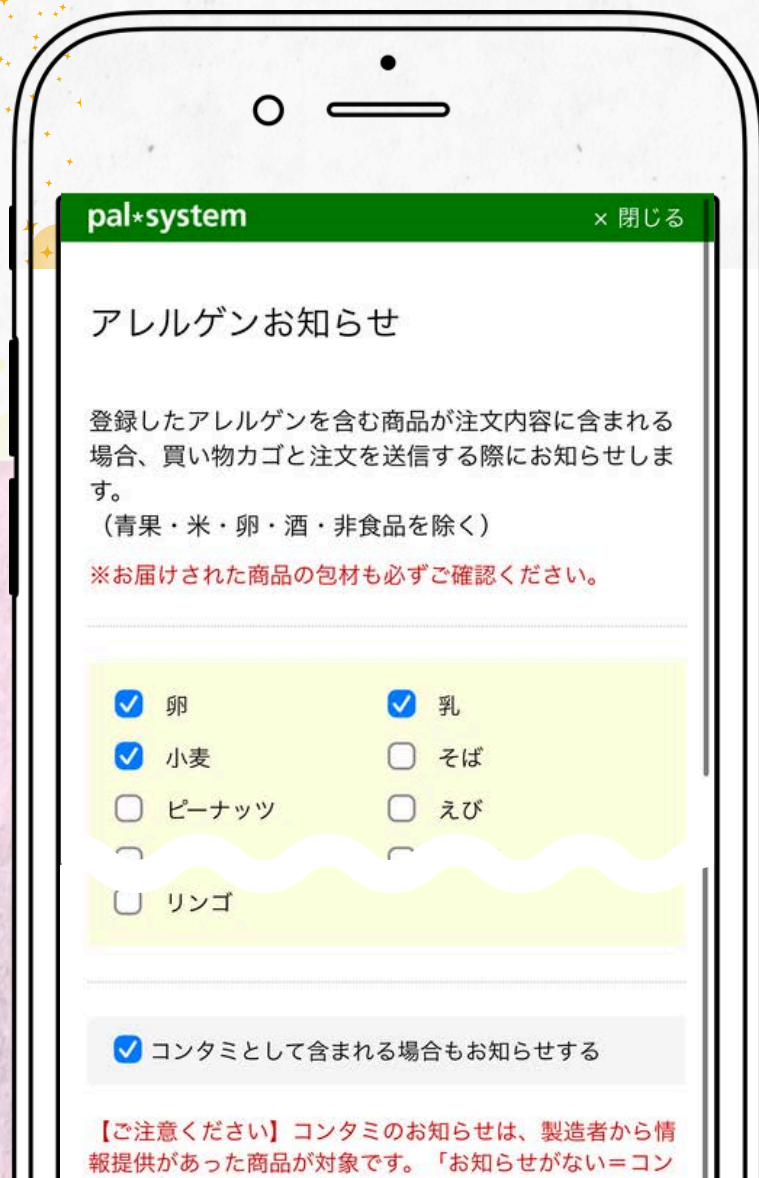 pal*system
× 閉じる
アレルゲンお知らせ
登録したアレルゲンを含む商品が注文内容に含まれる
場合、買い物カゴと注文を送信する際にお知らせしま
す。
（青果・米・卵・酒・非食品を除く）
※お届けされた商品の包材も必ずご確認ください。
卵
乳
小麦
そば
ピーナッツ
えび
リンゴ
コンタミとして含まれる場合もお知らせする
【ご注意ください】コンタミのお知らせは、製造者から情
報提供があった商品が対象です。「お知らせがない＝コン